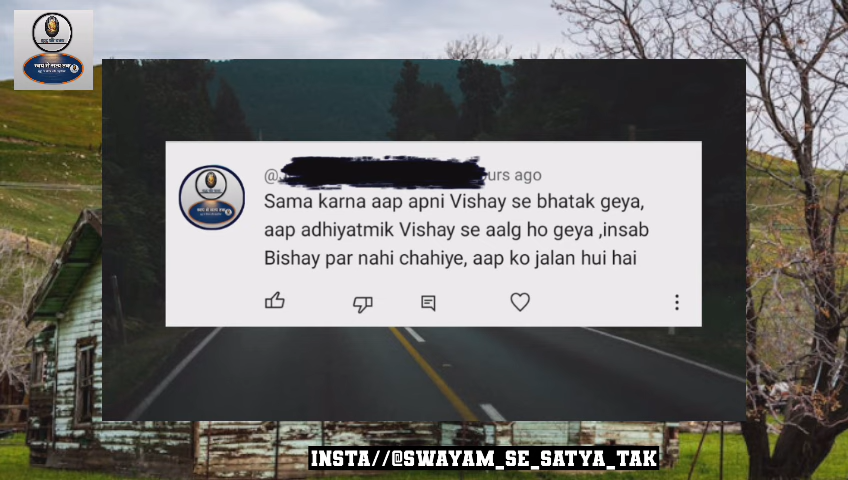 @
urs ago
Sama karna aap apni Vishay se bhatak geya,
aap adhiyatmik Vishay se aalg ho geya ,insab
Bishay par nahi chahiye, aap ko jalan hui hai
INSTA//@SWAYAM_SE_SATYA_TAK